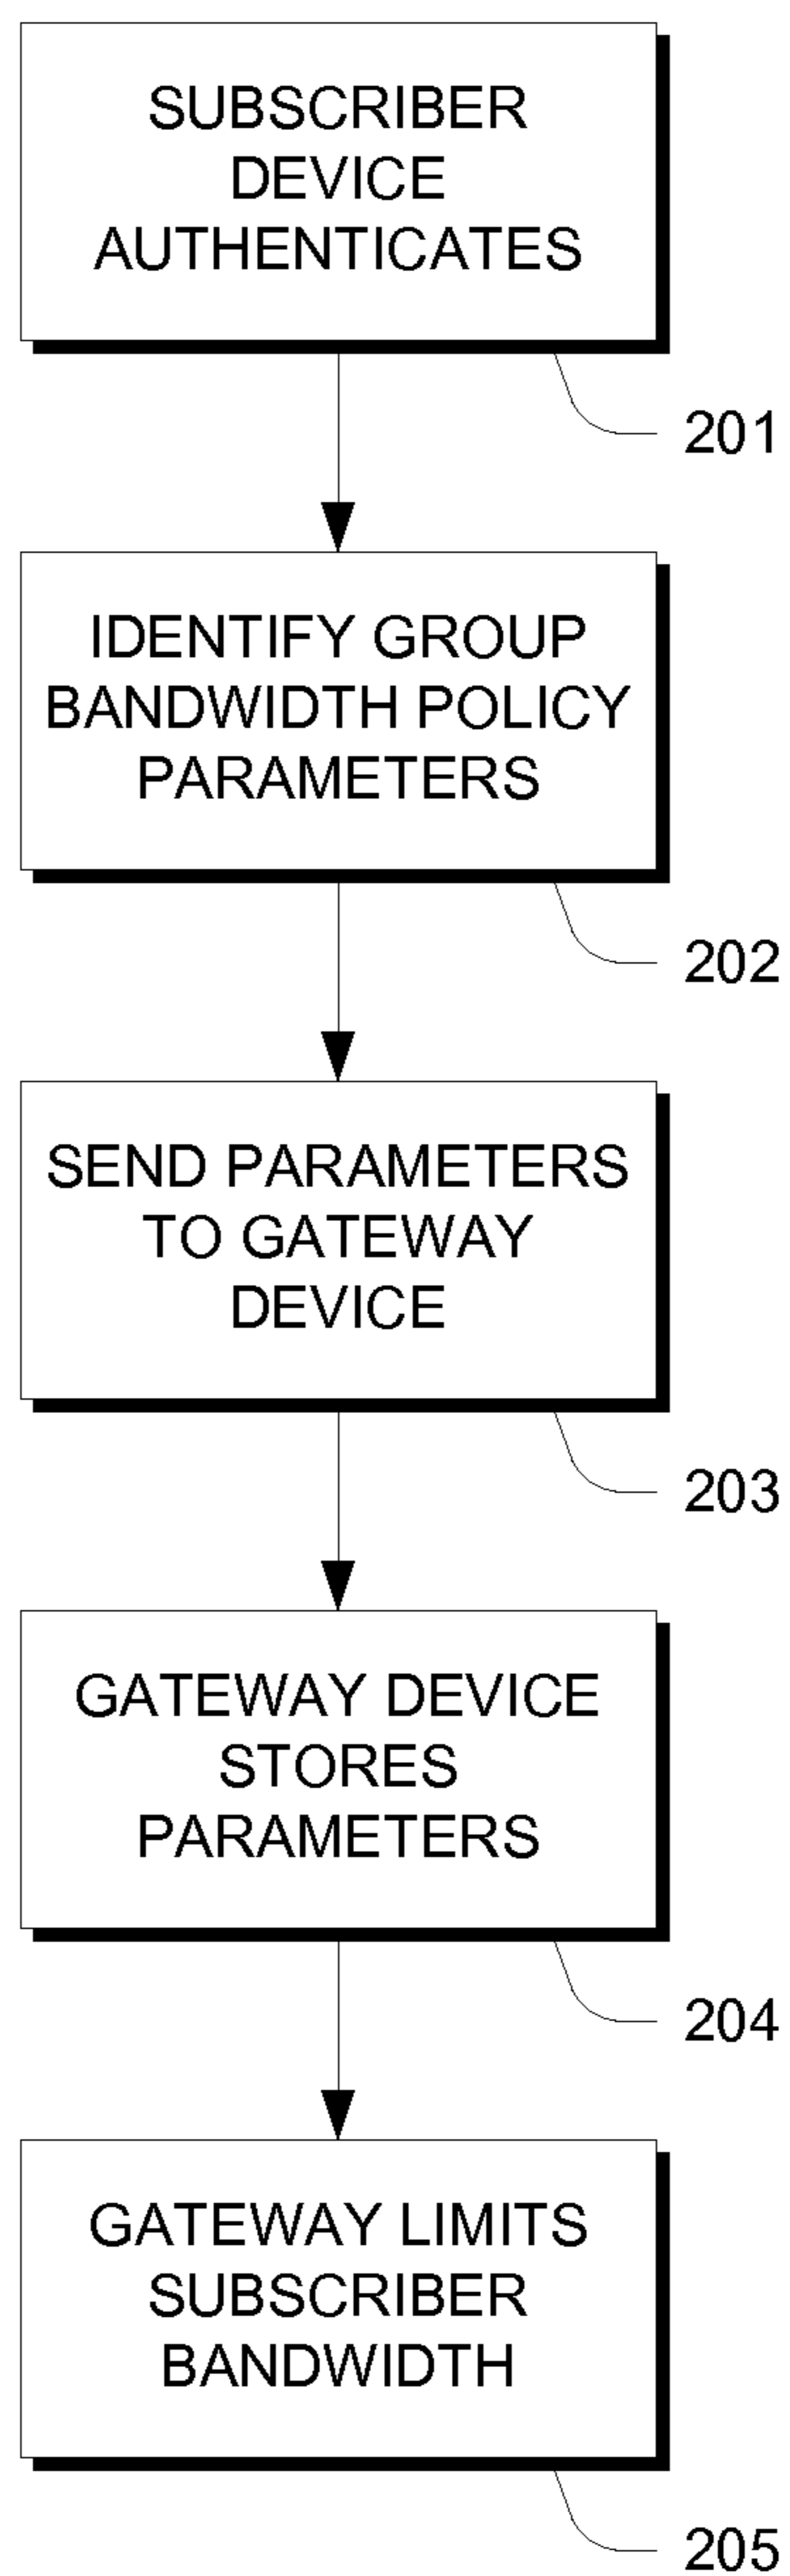 SUBSCRIBER
DEVICE
AUTHENTICATES
201
IDENTIFY GROUP
BANDWIDTH POLICY
PARAMETERS
202
SEND PARAMETERS
TO GATEWAY
DEVICE
203
GATEWAY DEVICE
STORES
PARAMETERS
204
GATEWAY LIMITS
SUBSCRIBER
BANDWIDTH
205